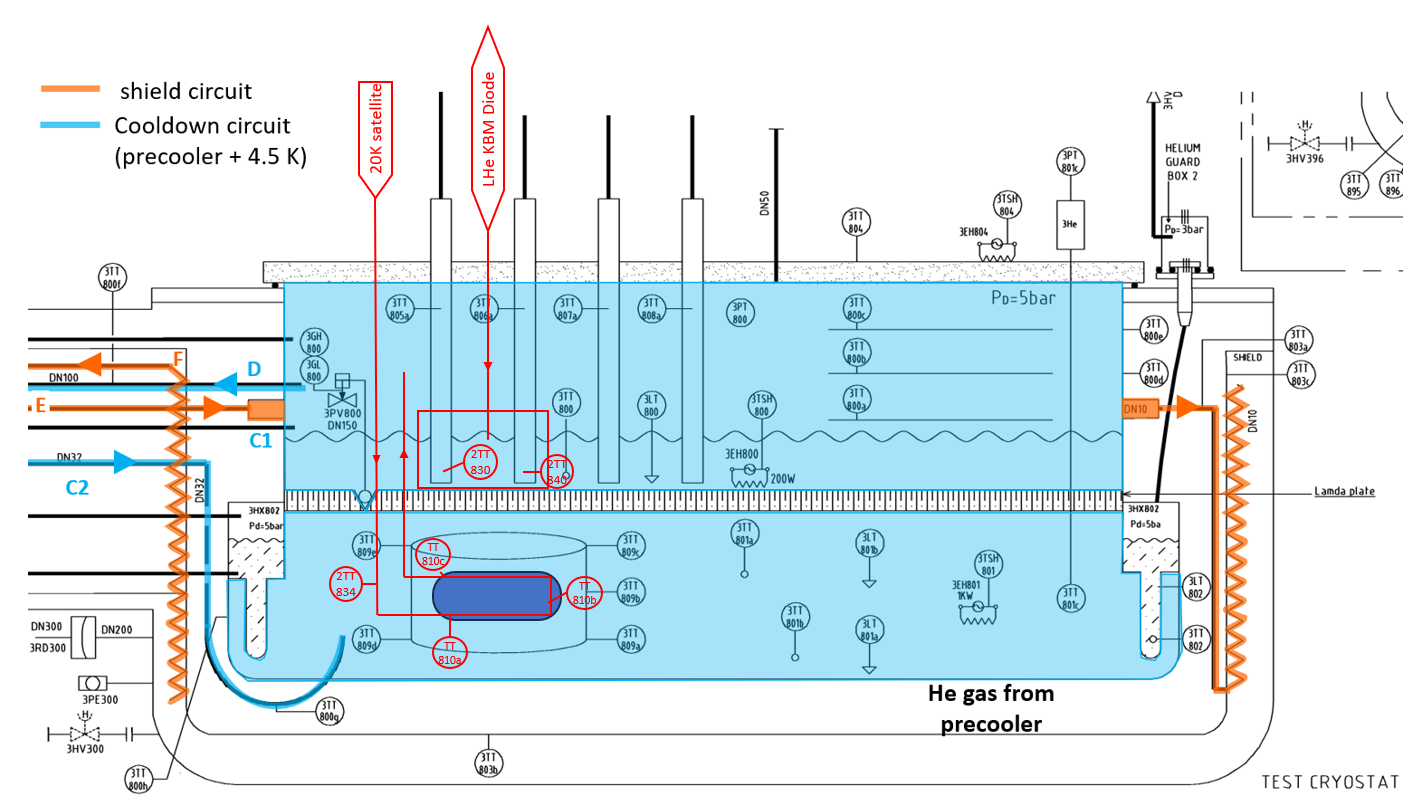 shield circuit
Cooldown circuit
(precooler + 4.5 K)
20K satellite
LHe KBM Diode
DN50
3TT
804
3TSH
804
3EH804
3PT
801c
3He
3HV
D
HELIUM
GUARD
BOX 2
PD=3bar
H
3HV396
3TT
895
3TT
896
3TT
800f
3TT
805a
3TT
806a
3TT
807a
3TT
808a
3PT
800
3TT
800c
PD=5bar
3TT
800b
3TT
800a
3TT
800e
3TT
800d
3TT
803a
SHIELD
3TT
803c
3GH
800
3GL
800
F
D
DN100
E
C1
3PV800
DN150
3TT
800
3LT
800
3TSH
800
3EH800
200W
DN10
DN10
2TT
830
2TT
840
DN32
C2
DN32
Lamda plate
3HX802
Pd=5bar
3HX802
Pd=5ba
3TT
809e
TT
810c
3TT
809c
3TT
801a
3LT
801b
3TSH
801
3EH801
1KW
2TT
834
TT
810b
3TT
809b
3TT
801c
3LT
802
3TT
801b
3LT
801a
3TT
802
3TT
809d
TT
810a
3TT
809a
DN300
DN200
3RD300
3PE300
H
3HV300
3TT
800g
3TT
800h
3TT
803b
He gas from
precooler
TEST CRYOSTAT